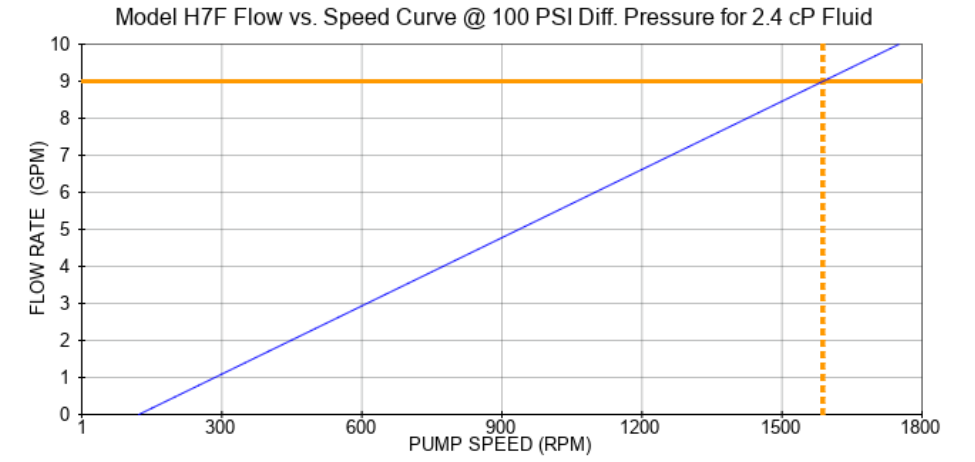 Model H7F Flow vs. Speed Curve @ 100 PSI Diff. Pressure for 2.4 cP Fluid
10
9
8
7
6
5
4
3
2
1
0
FLOW RATE (GPM)
1 300 600 900 1200 1500 1800
PUMP SPEED (RPM)